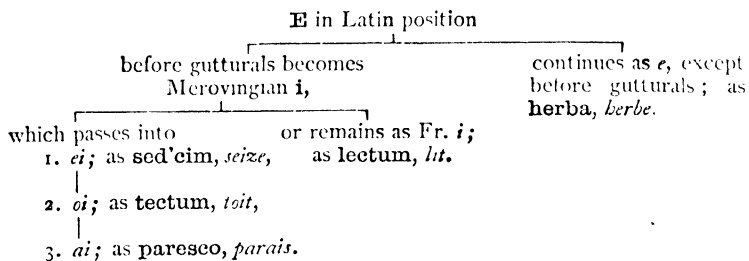 E in Latin position
before gutturals becomes
Merovingian i,
continues as e, except
before gutturals; as
herba, herbe.
which passes into
1. ei; as sed'cim, seize,
2. oi; as tectum, toit,
3. ai; as paresco, parais.
or remains as Fr. i;
as lectum, lit.